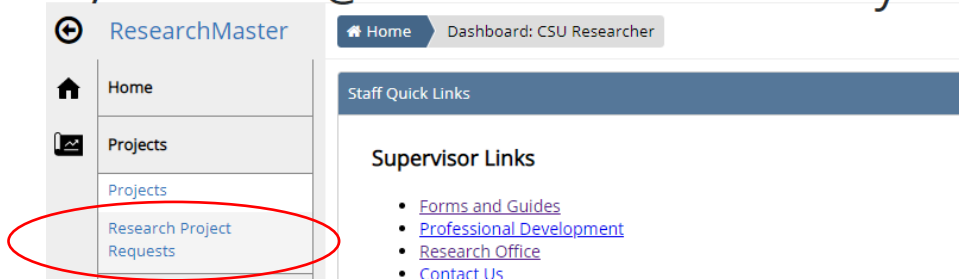 ResearchMaster
Home
Dashboard: CSU Researcher
Home
Staff Quick Links
Projects
Supervisor Links
Projects
Forms and Guides
Research Project
Professional Development
Requests
Research Office
Contact Us